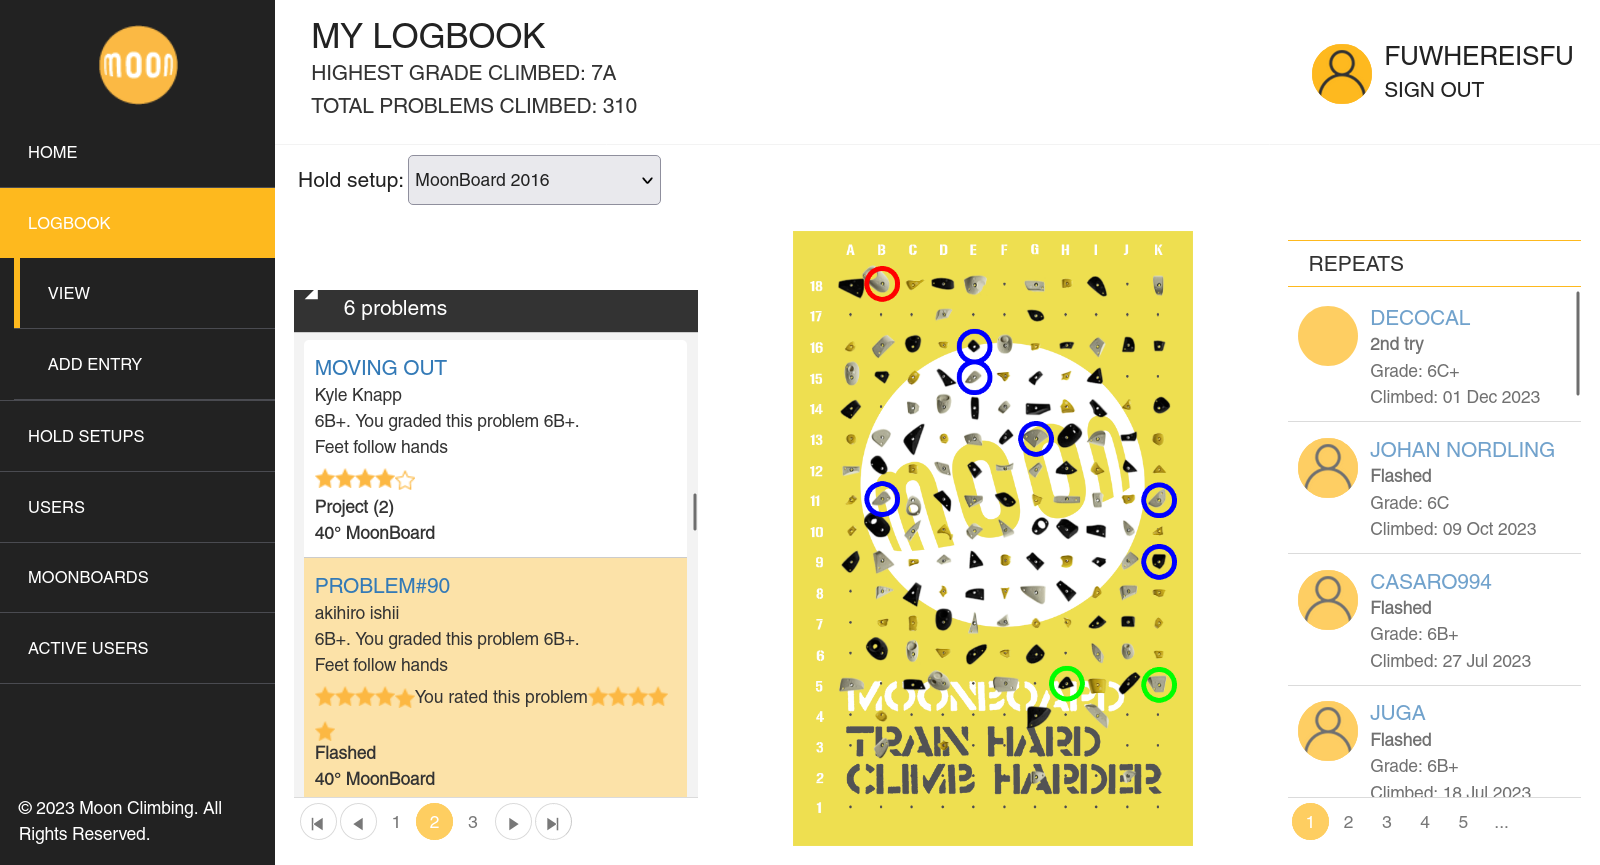 moon
HOME
LOGBOOK
VIEW
ADD ENTRY
HOLD SETUPS
USERS
MOONBOARDS
ACTIVE USERS
© 2023 Moon Climbing. All
Rights Reserved.
MY LOGBOOK
HIGHEST GRADE CLIMBED: 7A
TOTAL PROBLEMS CLIMBED: 310
FUWHEREISFU
SIGN OUT
Hold setup: MoonBoard 2016
6 problems
MOVING OUT
Kyle Knapp
6B+. You graded this problem 6B+.
Feet follow hands
Project (2)
40° MoonBoard
PROBLEM#90
akihiro ishii
6B+. You graded this problem 6B+.
Feet follow hands
You rated this problem
Flashed
40° MoonBoard
1 2 3
A B C D E F G H I J K
18
17
16
15
14
13
12
11
10
9
8
7
6
5
4
3
2
1
moon
MOONBOARD
TRAIN HARD
CLIMB HARDER
REPEATS
DECOCAL
2nd try
Grade: 6C+
Climbed: 01 Dec 2023
JOHAN NORDLING
Flashed
Grade: 6C
Climbed: 09 Oct 2023
CASARO994
Flashed
Grade: 6B+
Climbed: 27 Jul 2023
JUGA
Flashed
Grade: 6B+
Climbed: 18 Jul 2023
1 2 3 4 5 ...